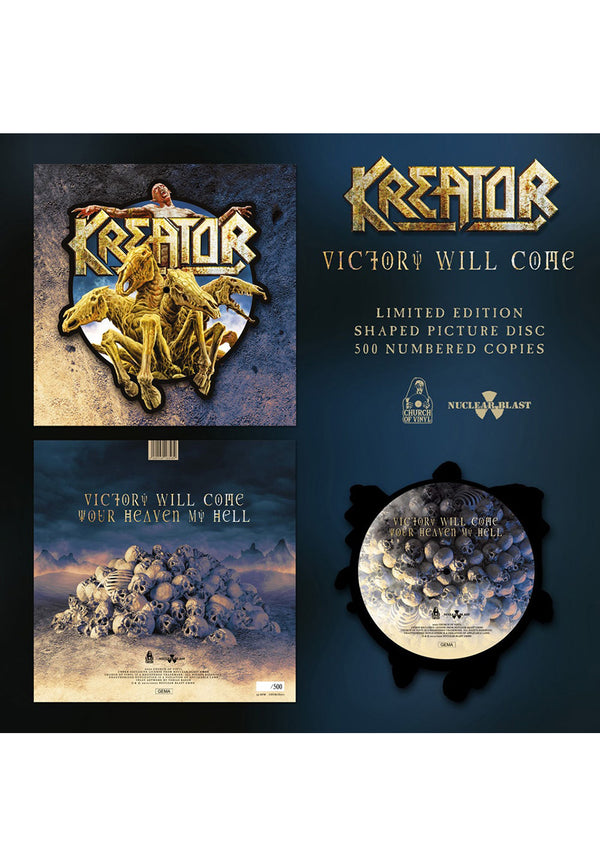 KREATOR
KREATOR
VICTORY WILL COME
LIMITED EDITION
SHAPED PICTURE DISC
500 NUMBERED COPIES
CHURCH
OF VINYL
NUCLEAR BLAST
VICTORY WILL COME
YOUR HEAVEN MY HELL
/500
GEMA
VICTORY WILL COME
YOUR HEAVEN MY HELL
GEMA